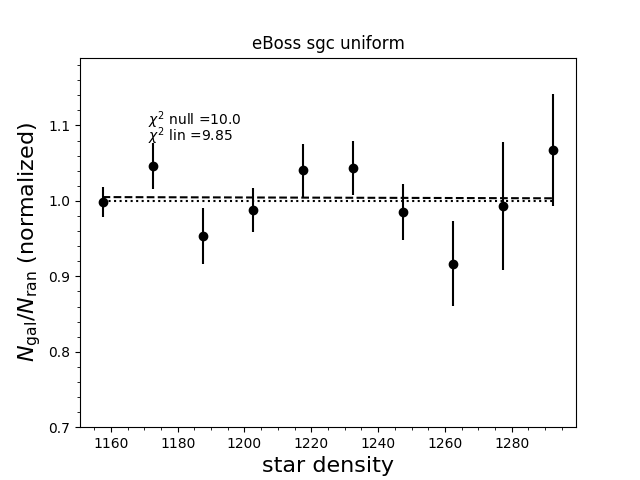 eBoss sgc uniform
χ² null =10.0
χ² lin =9.85
1.1
1.0
0.9
0.8
0.7
N_gal/N_ran (normalized)
1160 1180 1200 1220 1240 1260 1280
star density